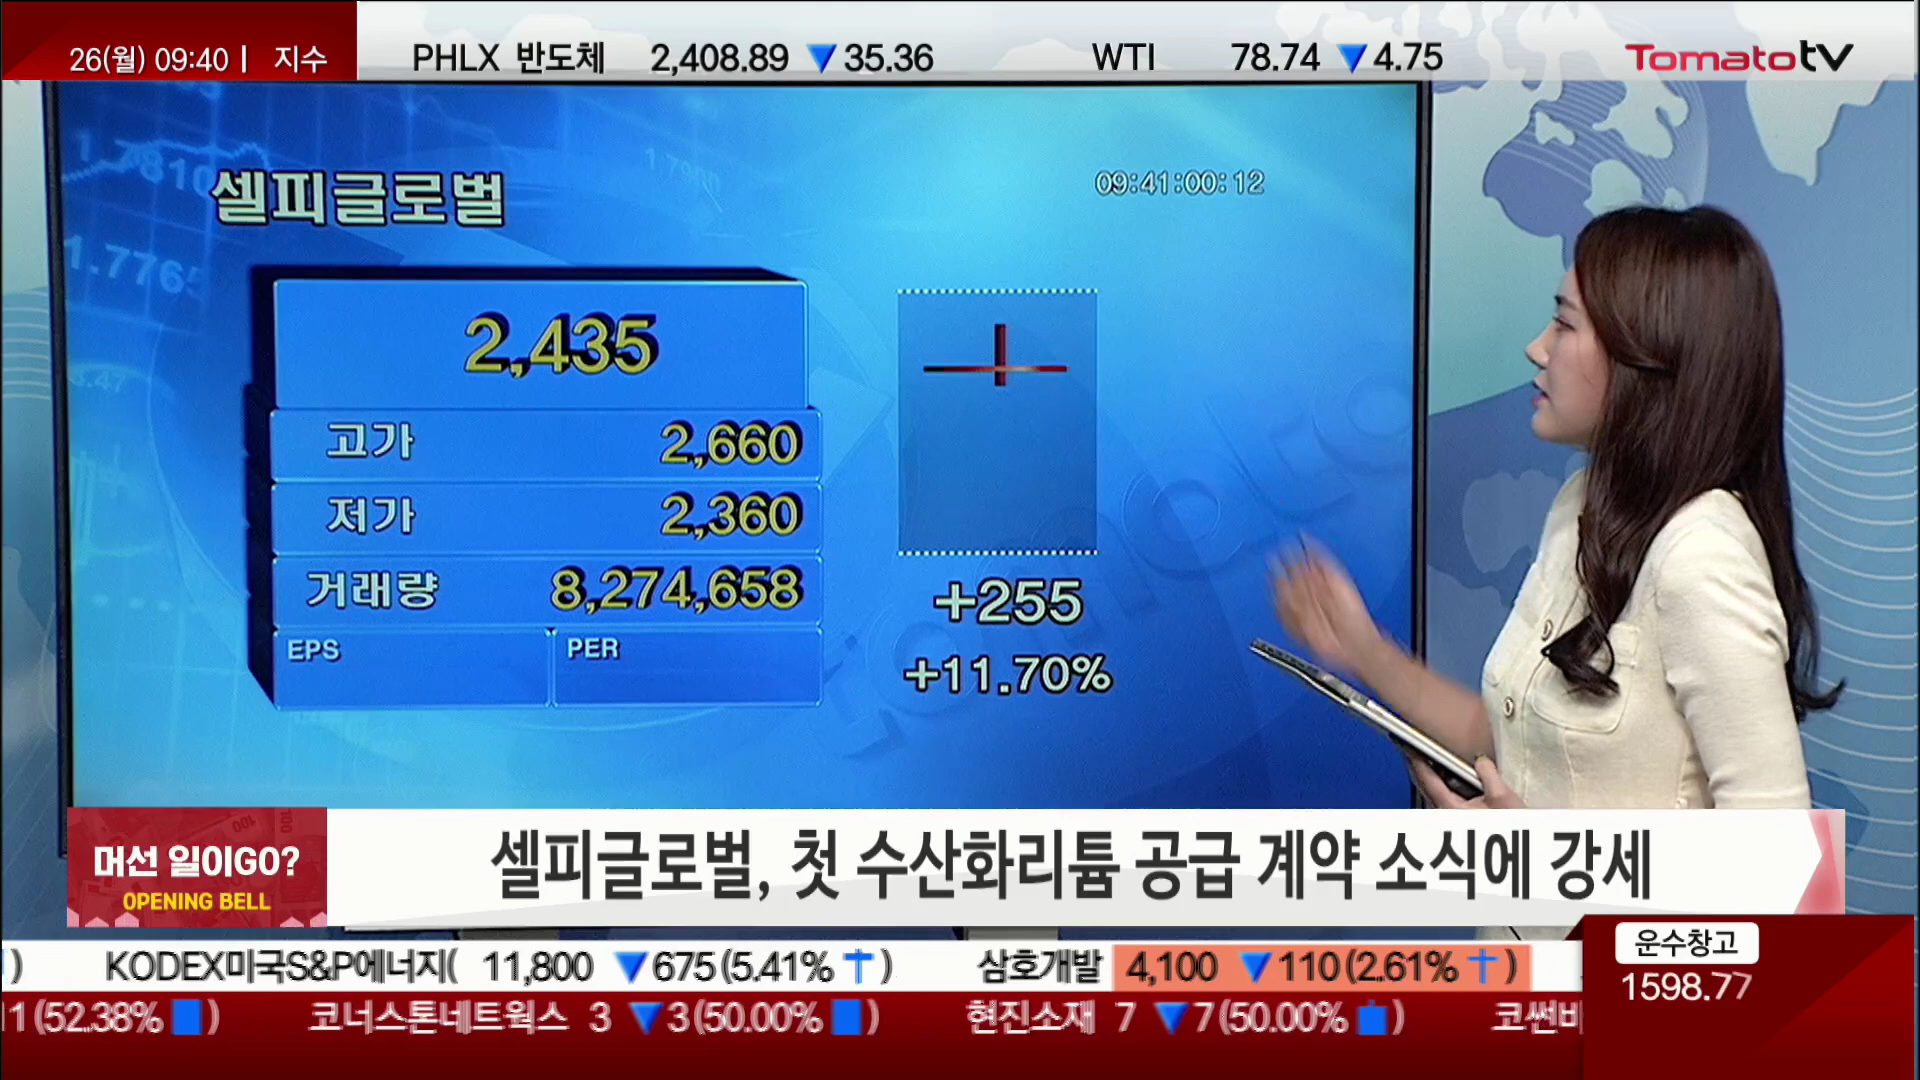 26(월) 09:40 | 지수
PHLX 반도체 2,408.89 ▼35.36 WTI 78.74 ▼4.75
Tomato tv
셀피글로벌
09:41:00:12
2,435
고가 2,660
저가 2,360
거래량 8,274,658
EPS PER
+255
+11.70%
머선 일이GO?
OPENING BELL
셀피글로벌, 첫 수산화리튬 공급 계약 소식에 강세
) KODEX미국S&P에너지( 11,800 ▼675(5.41% ) 삼호개발 4,100 ▼110(2.61% )
11(52.38% ) 코너스톤네트웍스 3 ▼3(50.00% ) 현진소재 7 ▼7(50.00% ) 코썬바
운수창고
1598.77